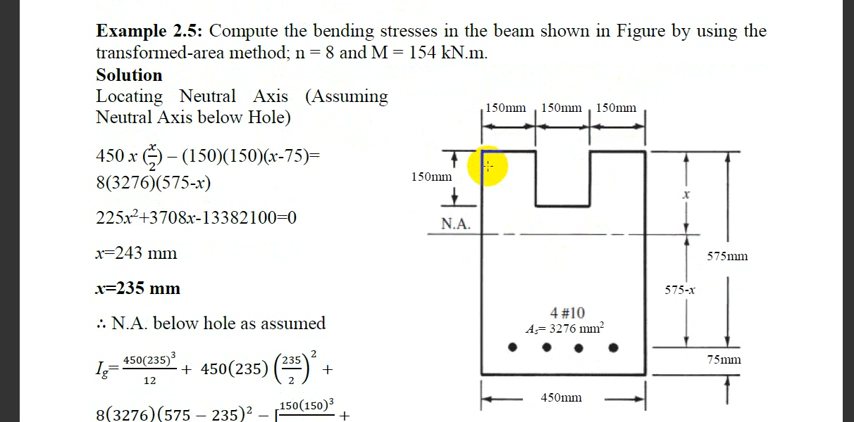 Example 2.5: Compute the bending stresses in the beam shown in Figure by using the
transformed-area method; n = 8 and M = 154 kN.m.
Solution
Locating Neutral Axis (Assuming
Neutral Axis below Hole)
450 x (x/2) – (150)(150)(x-75)=
8(3276)(575-x)
225x²+3708x-13382100=0
x=243 mm
x=235 mm
∴ N.A. below hole as assumed
I_g= 450(235)³/12 + 450(235) (235/2)² +
8(3276)(575 − 235)² − [150(150)³ +
150mm 150mm 150mm
150mm
x
N.A.
575mm
575-x
4 #10
A_s= 3276 mm²
75mm
450mm